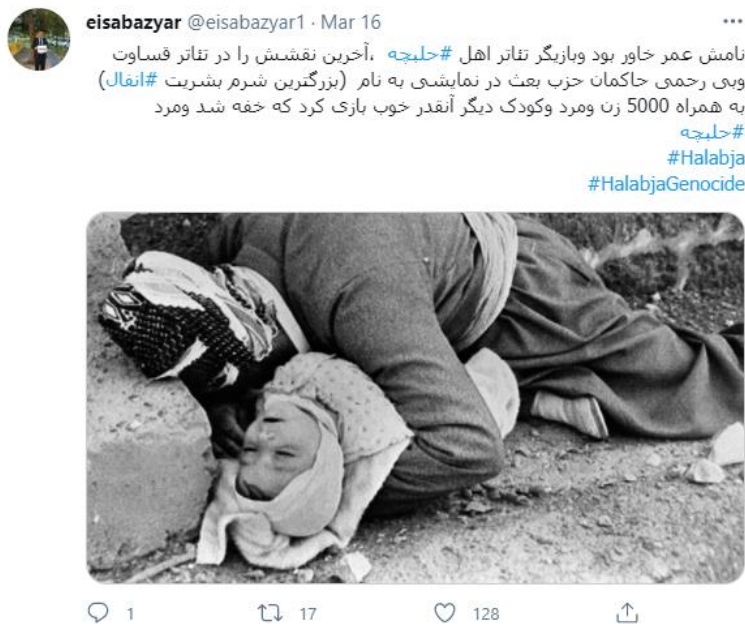 eisabazyar @eisabazyar1 · Mar 16
نامش عمر خاور بود وبازیگر تئاتر اهل #حلبچه ،آخرین نقشش را در تئاتر قساوت
وبی رحمی حاکمان حزب بعث در نمایشی به نام (بزرگترین شرم بشریت #انفال)
به همراه 5000 زن ومرد وکودک دیگر آنقدر خوب بازی کرد که خفه شد ومرد
#حلبچه
#Halabja
#HalabjaGenocide
1 17 128